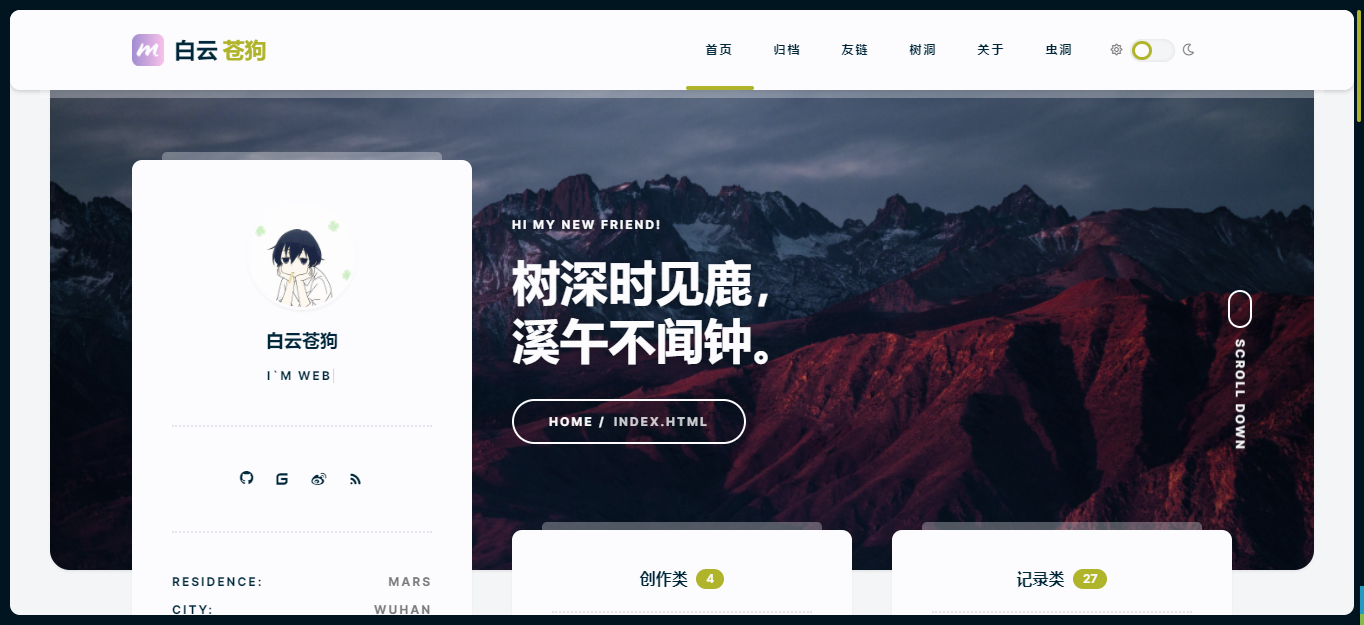 m 白云 苍狗
首页 归档 友链 树洞 关于 虫洞
HI MY NEW FRIEND!
树深时见鹿，
溪午不闻钟。
HOME / INDEX.HTML
SCROLL DOWN
白云苍狗
I`M WEB
RESIDENCE: MARS
CITY: WUHAN
创作类 4
记录类 27